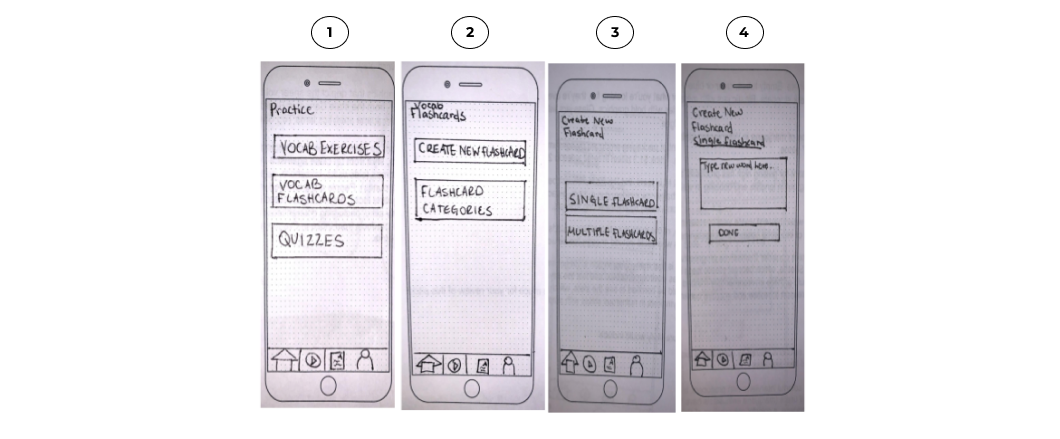 1
2
3
4
Practice
VOCAB EXERCISES
VOCAB
FLASHCARDS
QUIZZES
Vocab
Flashcards
CREATE NEW FLASHCARD
FLASHCARD
CATEGORIES
Create New
Flashcard
SINGLE FLASHCARD
MULTIPLE FLASHCARDS
Create New
Flashcard
Single Flashcard
Type new word here.
DONE